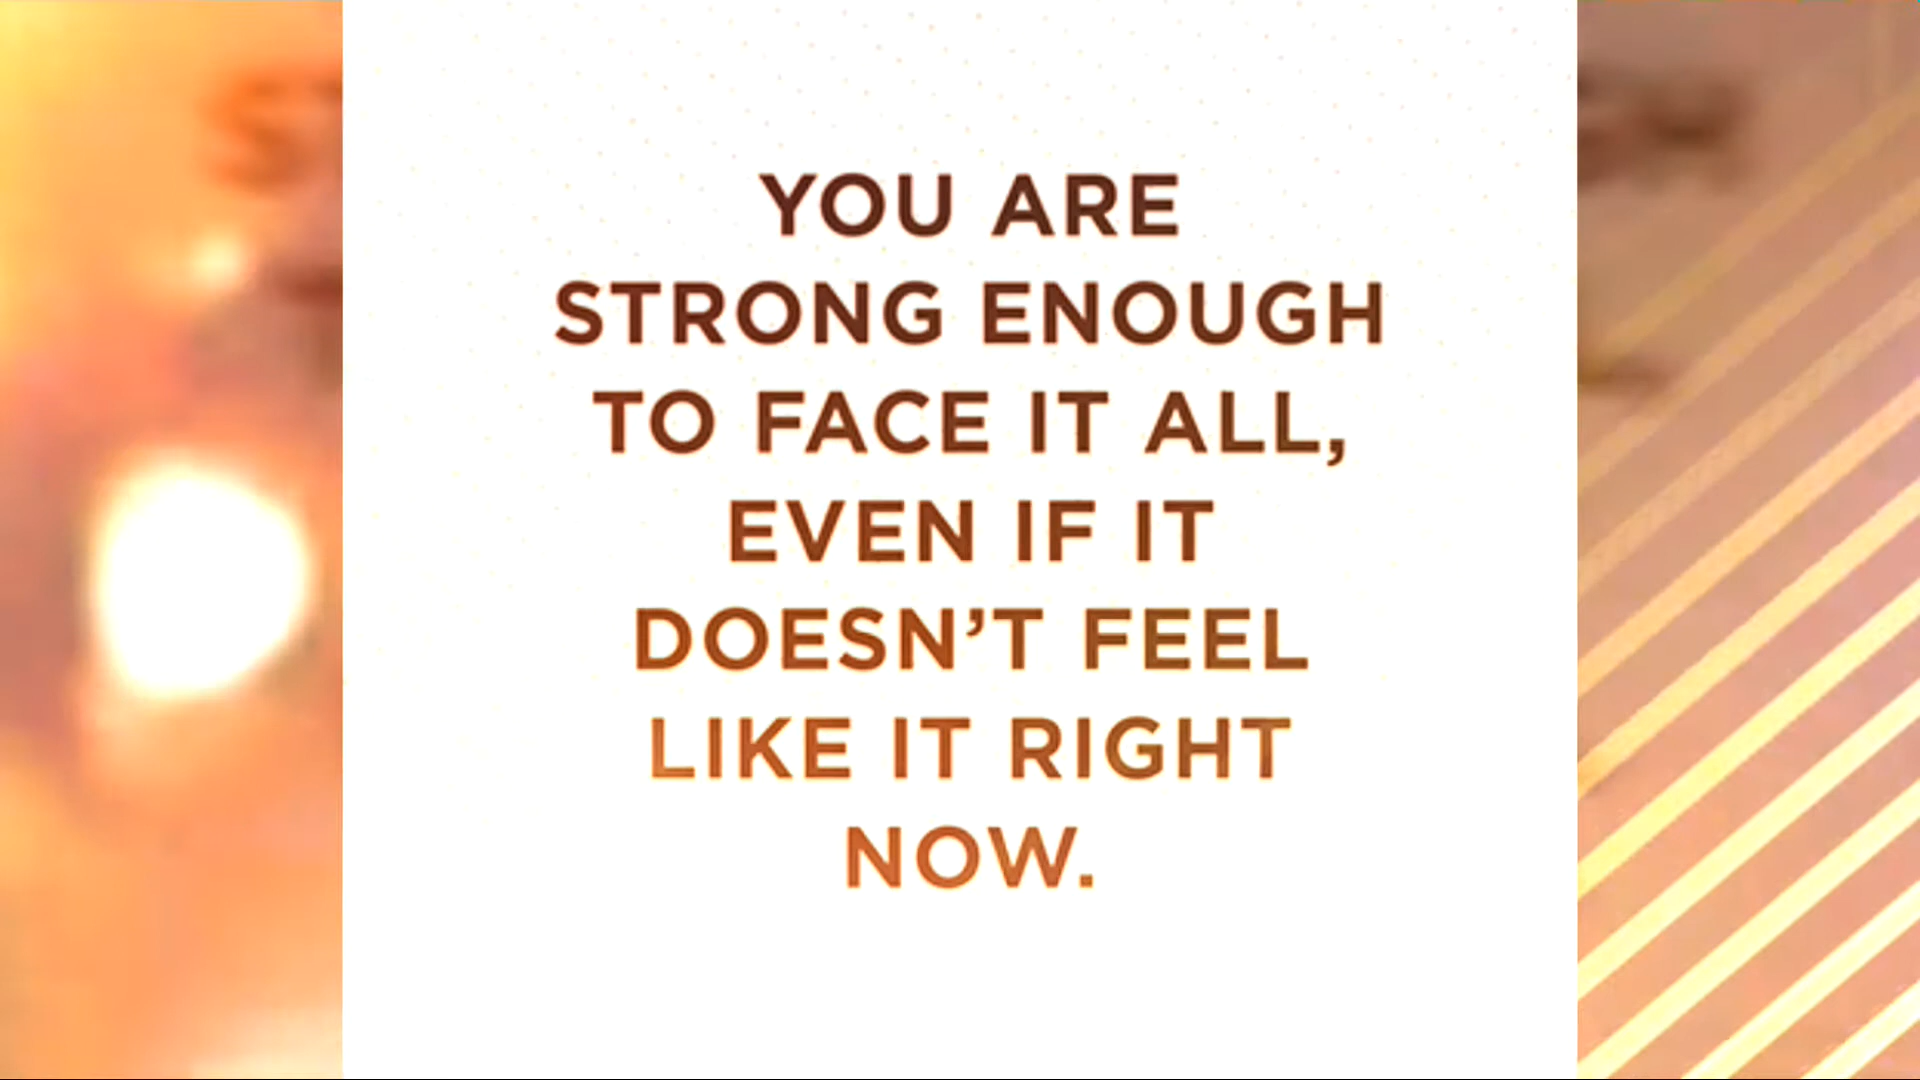 YOU ARE
STRONG ENOUGH
TO FACE IT ALL,
EVEN IF IT
DOESN’T FEEL
LIKE IT RIGHT
NOW.